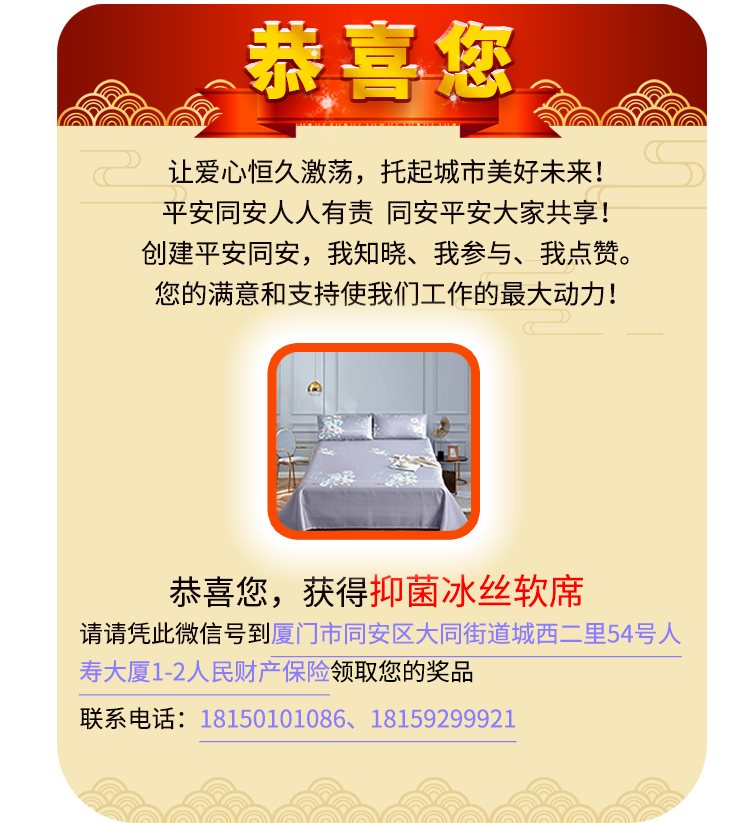 恭喜您
让爱心恒久激荡，托起城市美好未来！
平安同安人人有责 同安平安大家共享！
创建平安同安，我知晓、我参与、我点赞。
您的满意和支持使我们工作的最大动力！
恭喜您，获得抑菌冰丝软席
请请凭此微信号到厦门市同安区大同街道城西二里54号人
寿大厦1-2人民财产保险领取您的奖品
联系电话：18150101086、18159299921